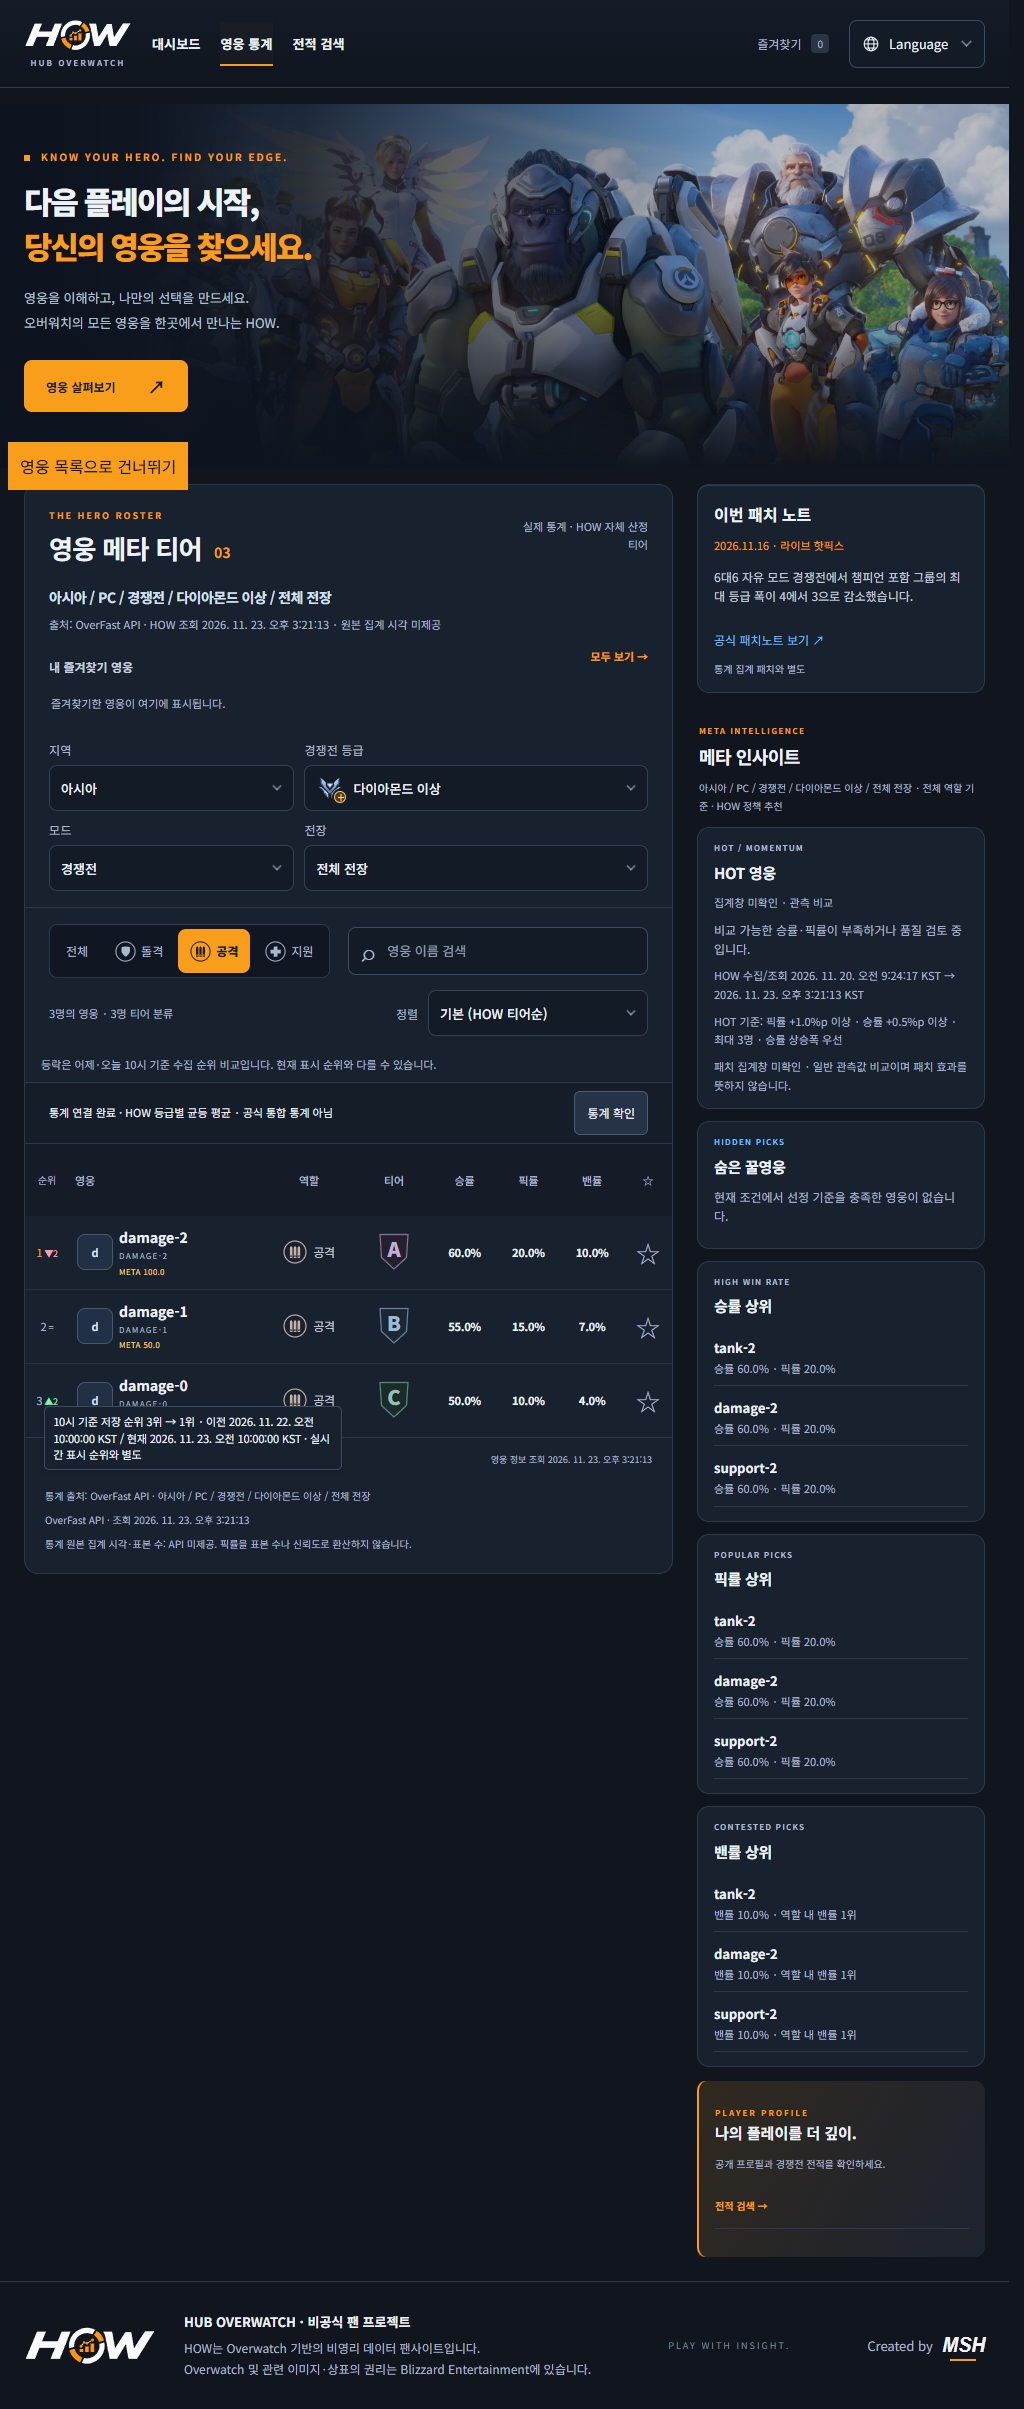 HOW
HUB OVERWATCH
대시보드
영웅 통계
전적 검색
즐겨찾기 0
Language
KNOW YOUR HERO. FIND YOUR EDGE.
다음 플레이의 시작,
당신의 영웅을 찾으세요.
영웅을 이해하고, 나만의 선택을 만드세요.
오버워치의 모든 영웅을 한곳에서 만나는 HOW.
영웅 살펴보기 ↗
영웅 목록으로 건너뛰기
THE HERO ROSTER
영웅 메타 티어 03
실제 통계 · HOW 자체 산정
티어
아시아 / PC / 경쟁전 / 다이아몬드 이상 / 전체 전장
출처: OverFast API · HOW 조회 2026. 11. 23. 오후 3:21:13 · 원본 집계 시각 미제공
내 즐겨찾기 영웅
모두 보기 →
즐겨찾기한 영웅이 여기에 표시됩니다.
지역
경쟁전 등급
아시아
다이아몬드 이상
모드
전장
경쟁전
전체 전장
전체
돌격
공격
지원
영웅 이름 검색
3명의 영웅 · 3명 티어 분류
정렬
기본 (HOW 티어순)
등락은 어제·오늘 10시 기준 수집 순위 비교입니다. 현재 표시 순위와 다를 수 있습니다.
통계 연결 완료 · HOW 등급별 균등 평균 · 공식 통합 통계 아님
통계 확인
순위 영웅 역할 티어 승률 픽률 밴률 ☆
1 ▼2 d damage-2 공격 A 60.0% 20.0% 10.0% ☆
DAMAGE-2
META 100.0
2 = d damage-1 공격 B 55.0% 15.0% 7.0% ☆
DAMAGE-1
META 50.0
3 ▲2 d damage-0 공격 C 50.0% 10.0% 4.0% ☆
DAMAGE-0
10시 기준 저장 순위 3위 → 1위 · 이전 2026. 11. 22. 오전
10:00:00 KST / 현재 2026. 11. 23. 오전 10:00:00 KST · 실시
간 표시 순위와 별도
영웅 정보 조회 2026. 11. 23. 오후 3:21:13
통계 출처: OverFast API · 아시아 / PC / 경쟁전 / 다이아몬드 이상 / 전체 전장
OverFast API · 조회 2026. 11. 23. 오후 3:21:13
통계 원본 집계 시각·표본 수: API 미제공. 픽률을 표본 수나 신뢰도로 환산하지 않습니다.
이번 패치 노트
2026.11.16 · 라이브 핫픽스
6대6 자유 모드 경쟁전에서 챔피언 포함 그룹의 최
대 등급 폭이 4에서 3으로 감소했습니다.
공식 패치노트 보기 ↗
통계 집계 패치와 별도
META INTELLIGENCE
메타 인사이트
아시아 / PC / 경쟁전 / 다이아몬드 이상 / 전체 전장 · 전체 역할 기
준 · HOW 정책 추천
HOT / MOMENTUM
HOT 영웅
집계창 미확인 · 관측 비교
비교 가능한 승률·픽률이 부족하거나 품질 검토 중
입니다.
HOW 수집/조회 2026. 11. 20. 오전 9:24:17 KST →
2026. 11. 23. 오후 3:21:13 KST
HOT 기준: 픽률 +1.0%p 이상 · 승률 +0.5%p 이상 ·
최대 3명 · 승률 상승폭 우선
패치 집계창 미확인 · 일반 관측값 비교이며 패치 효과를
뜻하지 않습니다.
HIDDEN PICKS
숨은 꿀영웅
현재 조건에서 선정 기준을 충족한 영웅이 없습니
다.
HIGH WIN RATE
승률 상위
tank-2
승률 60.0% · 픽률 20.0%
damage-2
승률 60.0% · 픽률 20.0%
support-2
승률 60.0% · 픽률 20.0%
POPULAR PICKS
픽률 상위
tank-2
승률 60.0% · 픽률 20.0%
damage-2
승률 60.0% · 픽률 20.0%
support-2
승률 60.0% · 픽률 20.0%
CONTESTED PICKS
밴률 상위
tank-2
밴률 10.0% · 역할 내 밴률 1위
damage-2
밴률 10.0% · 역할 내 밴률 1위
support-2
밴률 10.0% · 역할 내 밴률 1위
PLAYER PROFILE
나의 플레이를 더 깊이.
공개 프로필과 경쟁전 전적을 확인하세요.
전적 검색 →
HOW
HUB OVERWATCH · 비공식 팬 프로젝트
HOW는 Overwatch 기반의 비영리 데이터 팬사이트입니다.
Overwatch 및 관련 이미지·상표의 권리는 Blizzard Entertainment에 있습니다.
PLAY WITH INSIGHT.
Created by MSH